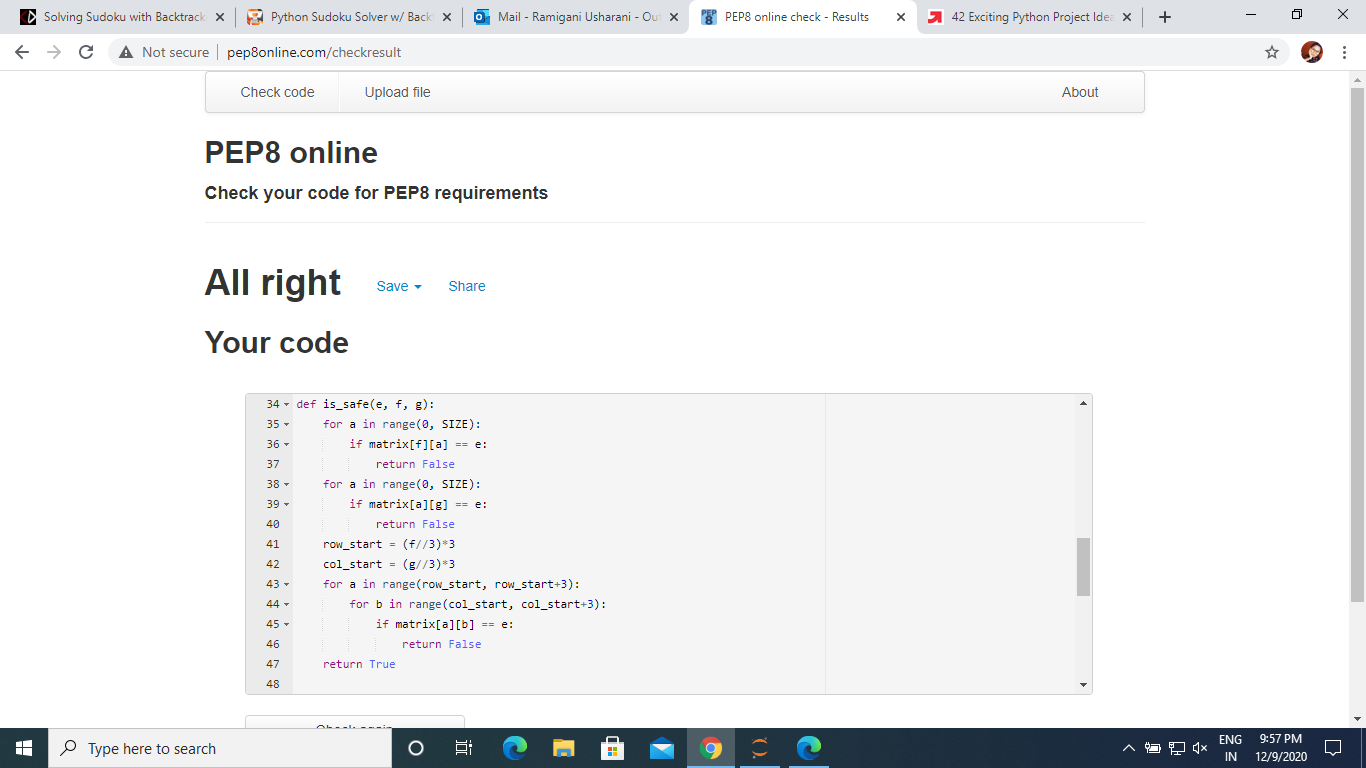 Solving Sudoku with Backtracki
Python Sudoku Solver w/ Back
Mail - Ramigani Usharani - Out
PEP8 online check - Results
42 Exciting Python Project Idea
Not secure
pep8online.com/checkresult
Check code
Upload file
About
PEP8 online
Check your code for PEP8 requirements
All right
Save
Share
Your code
34 def is_safe(e, f, g):
35 for a in range(0, SIZE):
36 if matrix[f][a] == e:
37 return False
38 for a in range(0, SIZE):
39 if matrix[a][g] == e:
40 return False
41 row_start = (f//3)*3
42 col_start = (g//3)*3
43 for a in range(row_start, row_start+3):
44 for b in range(col_start, col_start+3):
45 if matrix[a][b] == e:
46 return False
47 return True
48
Check again
Type here to search
ENG
IN
9:57 PM
12/9/2020